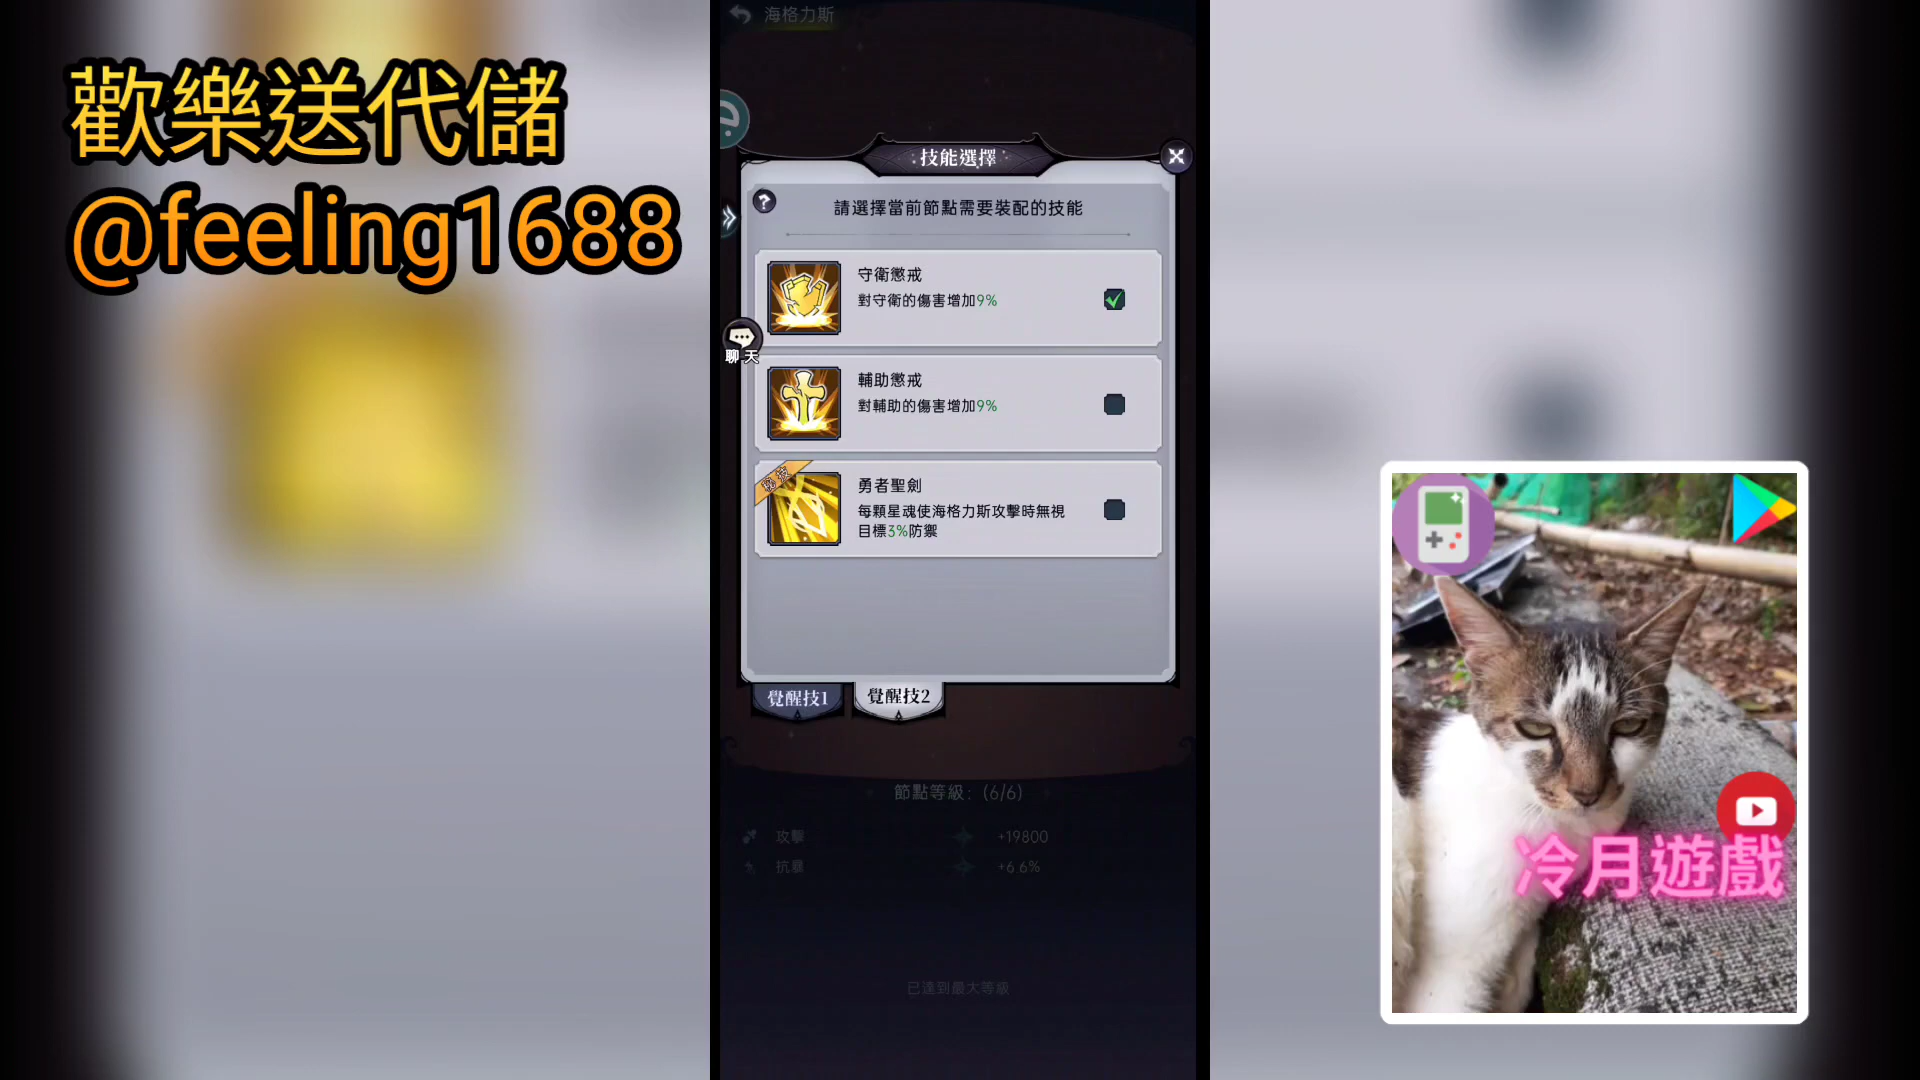 歡樂送代儲
@feeling1688
海格力斯
技能選擇
?
請選擇當前節點需要裝配的技能
守衛懲戒
對守衛的傷害增加9%
聊天
輔助懲戒
對輔助的傷害增加9%
秘技
勇者聖劍
每顆星魂使海格力斯攻擊時無視
目標3%防禦
覺醒技1
覺醒技2
節點等級:(6/6)
攻擊 +19800
抗暴 +6.6%
已達到最大等級
冷月遊戲